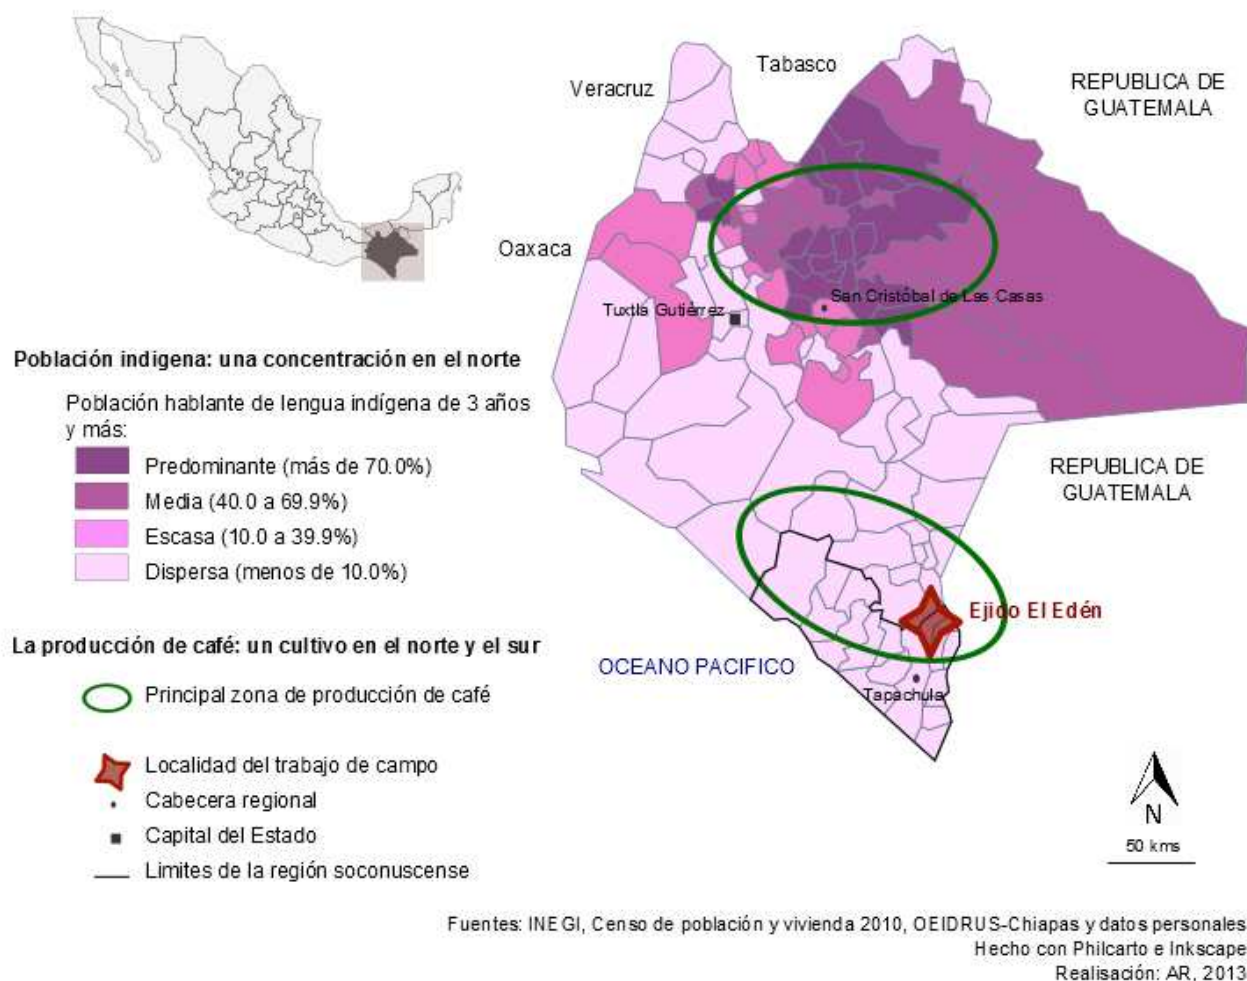 Veracruz
Tabasco
REPUBLICA DE
GUATEMALA
Oaxaca
San Cristóbal de Las Casas
Tuxtla Gutiérrez
Población indígena: una concentración en el norte
Población hablante de lengua indígena de 3 años
y más:
Predominante (más de 70.0%)
Media (40.0 a 69.9%)
Escasa (10.0 a 39.9%)
Dispersa (menos de 10.0%)
REPUBLICA DE
GUATEMALA
Ejido El Edén
La producción de café: un cultivo en el norte y el sur
OCEANO PACIFICO
Principal zona de producción de café
Tapachula
Localidad del trabajo de campo
Cabecera regional
Capital del Estado
Limites de la región soconuscense
N
50 kms
Fuentes: INEGI, Censo de población y vivienda 2010, OEIDRUS-Chiapas y datos personales
Hecho con Philcarto e Inkscape
Realisación: AR, 2013